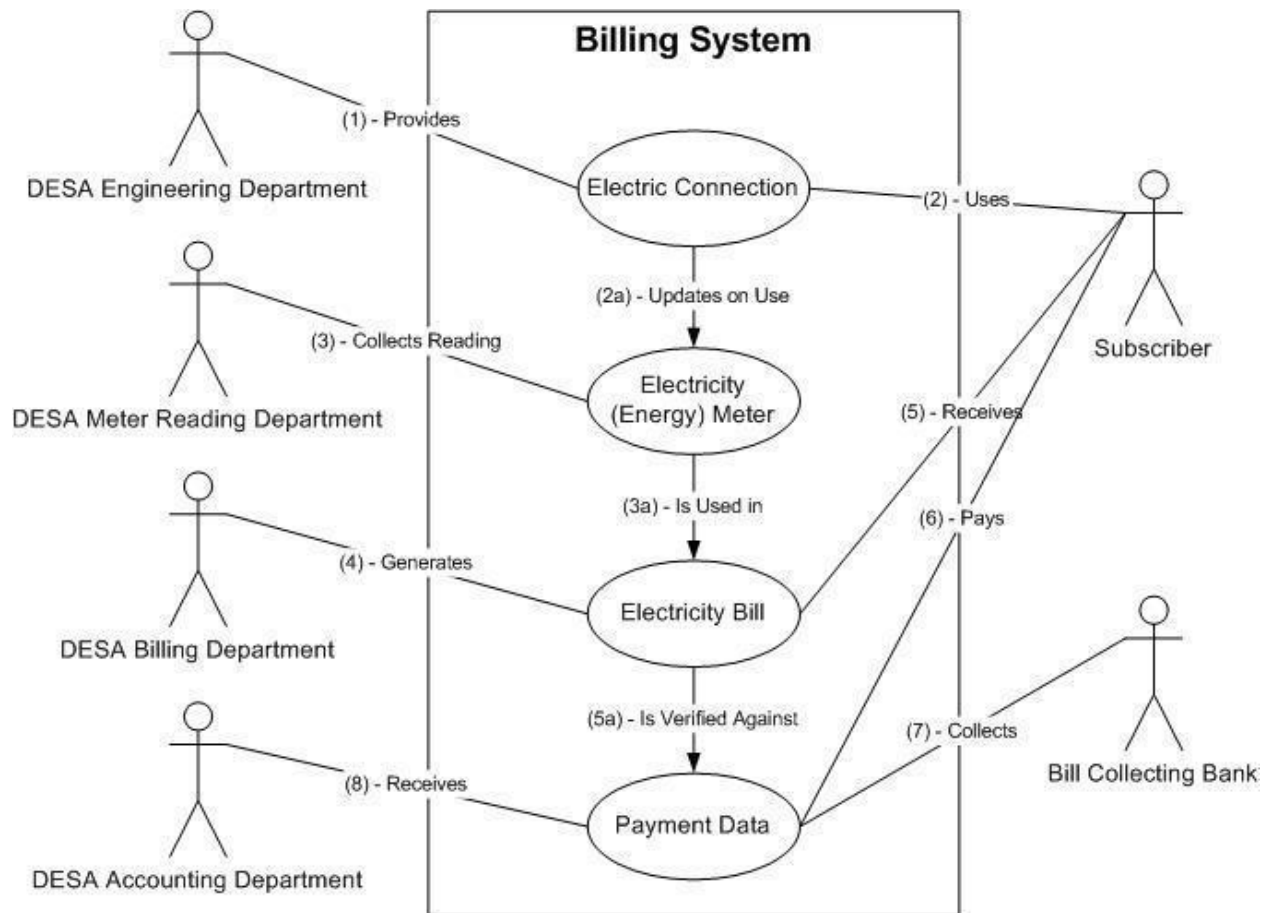 Billing System
(1) - Provides
DESA Engineering Department
Electric Connection
(2) - Uses
(2a) - Updates on Use
Subscriber
(3) - Collects Reading
DESA Meter Reading Department
Electricity
(Energy) Meter
(5) - Receives
(3a) - Is Used in
(6) - Pays
(4) - Generates
Electricity Bill
DESA Billing Department
(5a) - Is Verified Against
(7) - Collects
Bill Collecting Bank
(8) - Receives
Payment Data
DESA Accounting Department